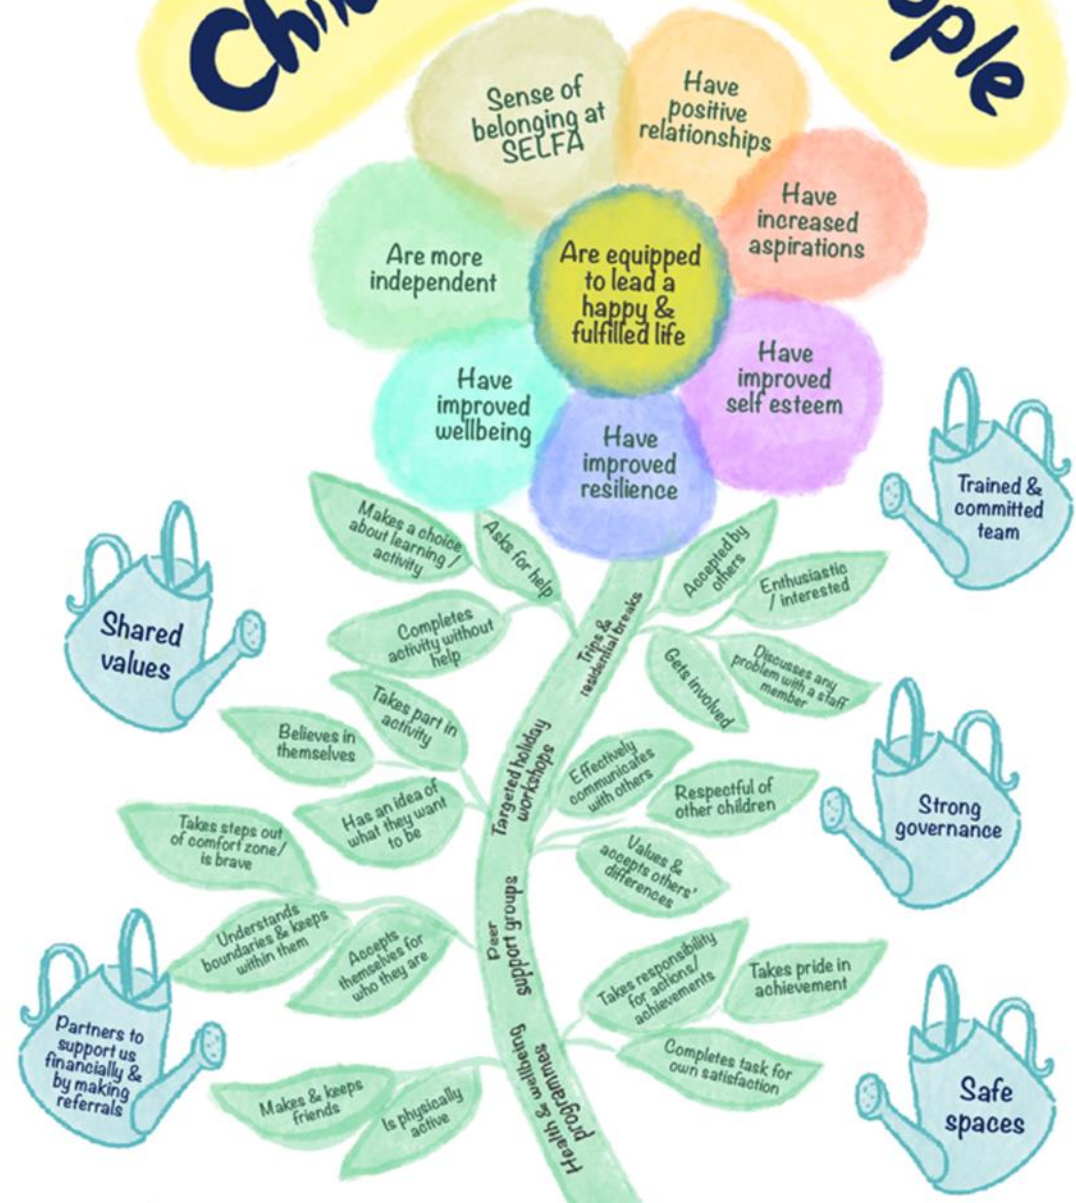 Sense of
belonging at
SELFA
Have
positive
relationships
Have
increased
aspirations
Are more
independent
Are equipped
to lead a
happy &
fulfilled life
Have
improved
self esteem
Have
improved
wellbeing
Have
improved
resilience
Trained &
committed
team
Makes a choice
about learning /
activity
Asks for help
Accepted by
others
Enthusiastic
/ interested
Shared
values
Completes
activity without
help
Trips &
residential breaks
Gets involved
Discusses any
problem with a staff
member
Takes part in
activity
Believes in
themselves
Targeted holiday
workshops
Effectively
communicates
with others
Respectful of
other children
Strong
governance
Has an idea of
what they want
to be
Takes steps out
of comfort zone/
is brave
Values &
accepts others'
differences
Understands
boundaries & keeps
within them
Accepts
themselves for
who they are
Peer
support groups
Takes responsibility
for actions/
achievements
Takes pride in
achievement
Partners to
support us
financially &
by making
referrals
Completes task for
own satisfaction
Makes & keeps
friends
Is physically
active
Health & wellbeing
programmes
Safe
spaces